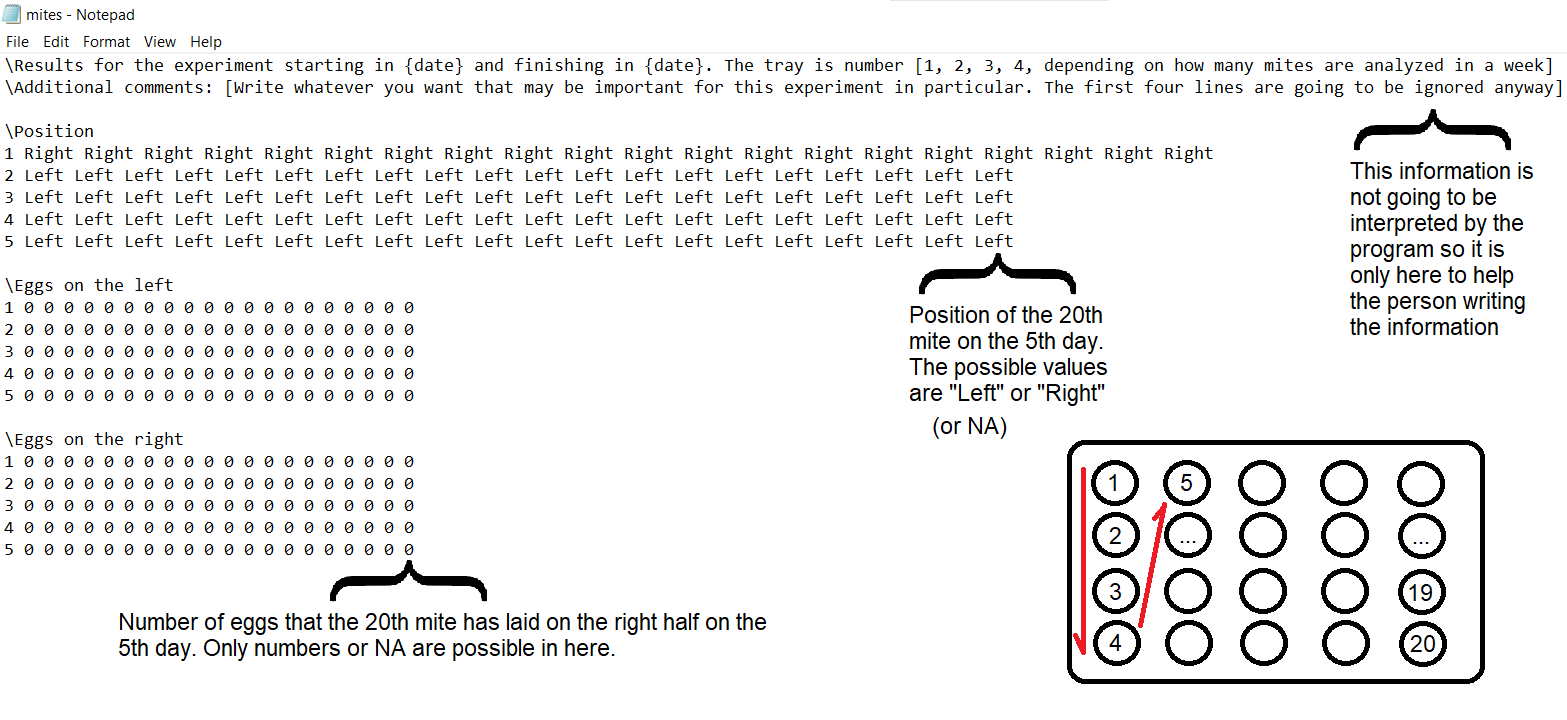 mites - Notepad
File Edit Format View Help
\Results for the experiment starting in {date} and finishing in {date}. The tray is number [1, 2, 3, 4, depending on how many mites are analyzed in a week]
\Additional comments: [Write whatever you want that may be important for this experiment in particular. The first four lines are going to be ignored anyway]
\Position
1 Right Right Right Right Right Right Right Right Right Right Right Right Right Right Right Right Right Right Right Right
2 Left Left Left Left Left Left Left Left Left Left Left Left Left Left Left Left Left Left Left Left
3 Left Left Left Left Left Left Left Left Left Left Left Left Left Left Left Left Left Left Left Left
4 Left Left Left Left Left Left Left Left Left Left Left Left Left Left Left Left Left Left Left Left
5 Left Left Left Left Left Left Left Left Left Left Left Left Left Left Left Left Left Left Left Left
\Eggs on the left
1 0 0 0 0 0 0 0 0 0 0 0 0 0 0 0 0 0 0 0 0
2 0 0 0 0 0 0 0 0 0 0 0 0 0 0 0 0 0 0 0 0
3 0 0 0 0 0 0 0 0 0 0 0 0 0 0 0 0 0 0 0 0
4 0 0 0 0 0 0 0 0 0 0 0 0 0 0 0 0 0 0 0 0
5 0 0 0 0 0 0 0 0 0 0 0 0 0 0 0 0 0 0 0 0
\Eggs on the right
1 0 0 0 0 0 0 0 0 0 0 0 0 0 0 0 0 0 0 0 0
2 0 0 0 0 0 0 0 0 0 0 0 0 0 0 0 0 0 0 0 0
3 0 0 0 0 0 0 0 0 0 0 0 0 0 0 0 0 0 0 0 0
4 0 0 0 0 0 0 0 0 0 0 0 0 0 0 0 0 0 0 0 0
5 0 0 0 0 0 0 0 0 0 0 0 0 0 0 0 0 0 0 0 0
This information is
not going to be
interpreted by the
program so it is
only here to help
the person writing
the information
Position of the 20th
mite on the 5th day.
The possible values
are "Left" or "Right"
(or NA)
Number of eggs that the 20th mite has laid on the right half on the
5th day. Only numbers or NA are possible in here.
1 5
2 ... ...
3 19
4 20